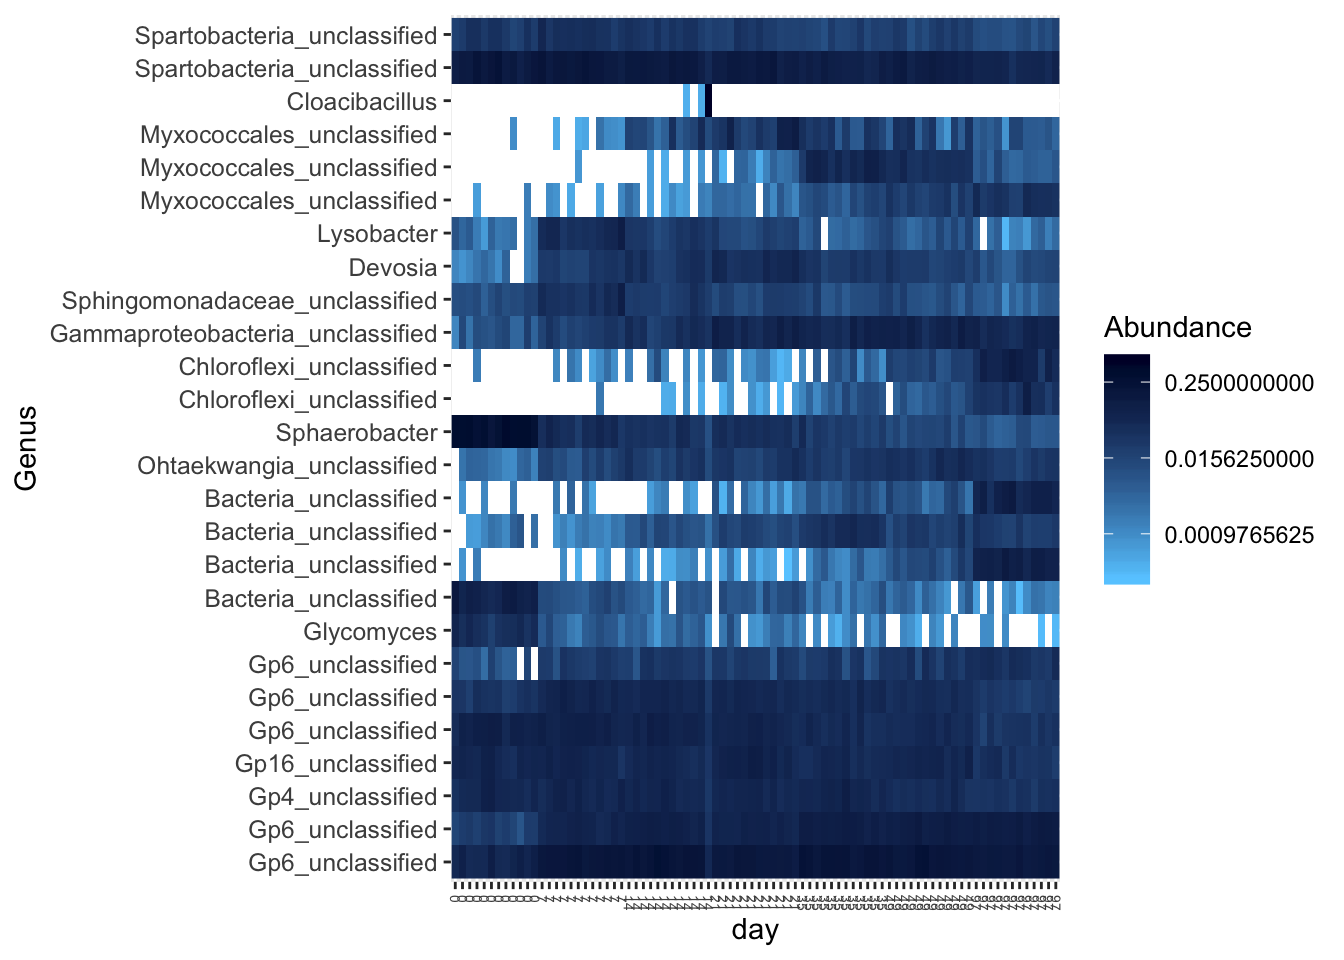 Spartobacteria_unclassified
Spartobacteria_unclassified
Cloacibacillus
Myxococcales_unclassified
Myxococcales_unclassified
Myxococcales_unclassified
Lysobacter
Devosia
Sphingomonadaceae_unclassified
Gammaproteobacteria_unclassified
Chloroflexi_unclassified
Chloroflexi_unclassified
Sphaerobacter
Ohtaekwangia_unclassified
Bacteria_unclassified
Bacteria_unclassified
Bacteria_unclassified
Bacteria_unclassified
Glycomyces
Gp6_unclassified
Gp6_unclassified
Gp6_unclassified
Gp16_unclassified
Gp4_unclassified
Gp6_unclassified
Gp6_unclassified
Genus
day
Abundance
0.2500000000
0.0156250000
0.0009765625